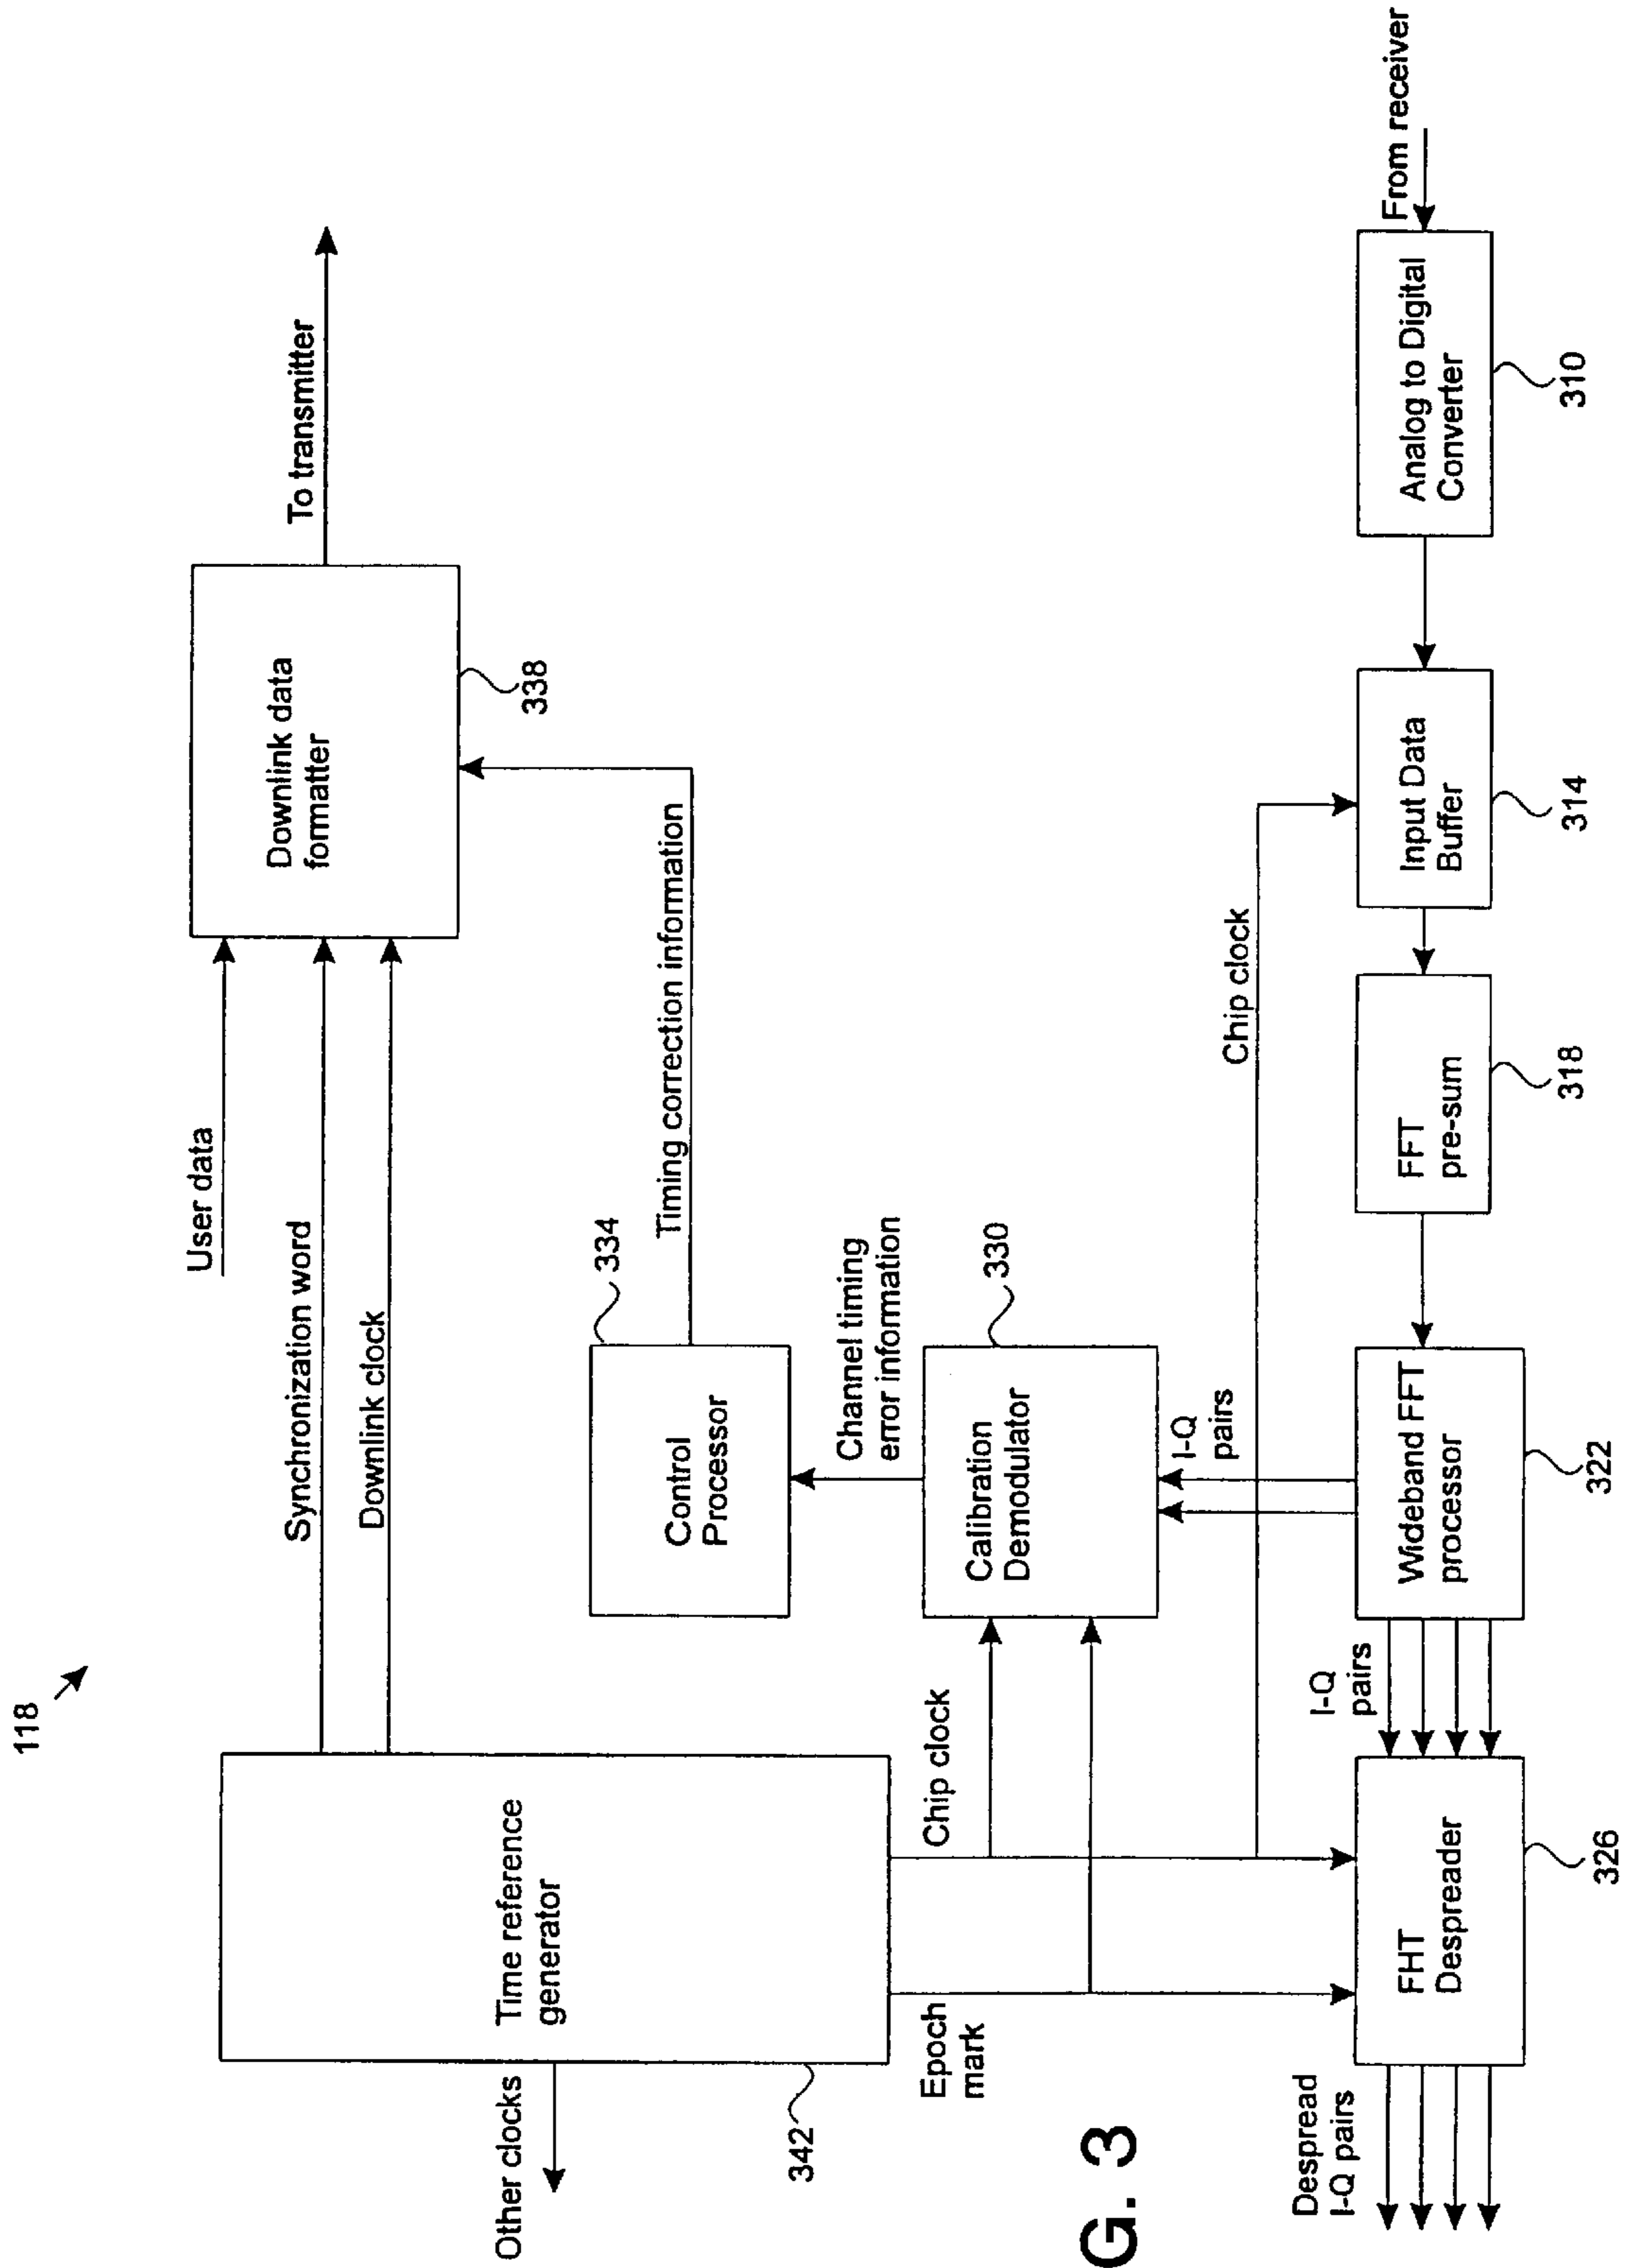 118
To transmitter
Downlink data
formatter
338
User data
Synchronization word
Downlink clock
Timing correction information
334
Control
Processor
Channel timing
error information
330
Calibration
Demodulator
I-Q
pairs
Chip clock
Chip clock
Time reference
generator
342
Other clocks
Epoch
mark
From receiver
Analog to Digital
Converter
310
Input Data
Buffer
314
FFT
pre-sum
318
Wideband FFT
processor
322
I-Q
pairs
FHT
Despreader
326
Despread
I-Q pairs
G. 3